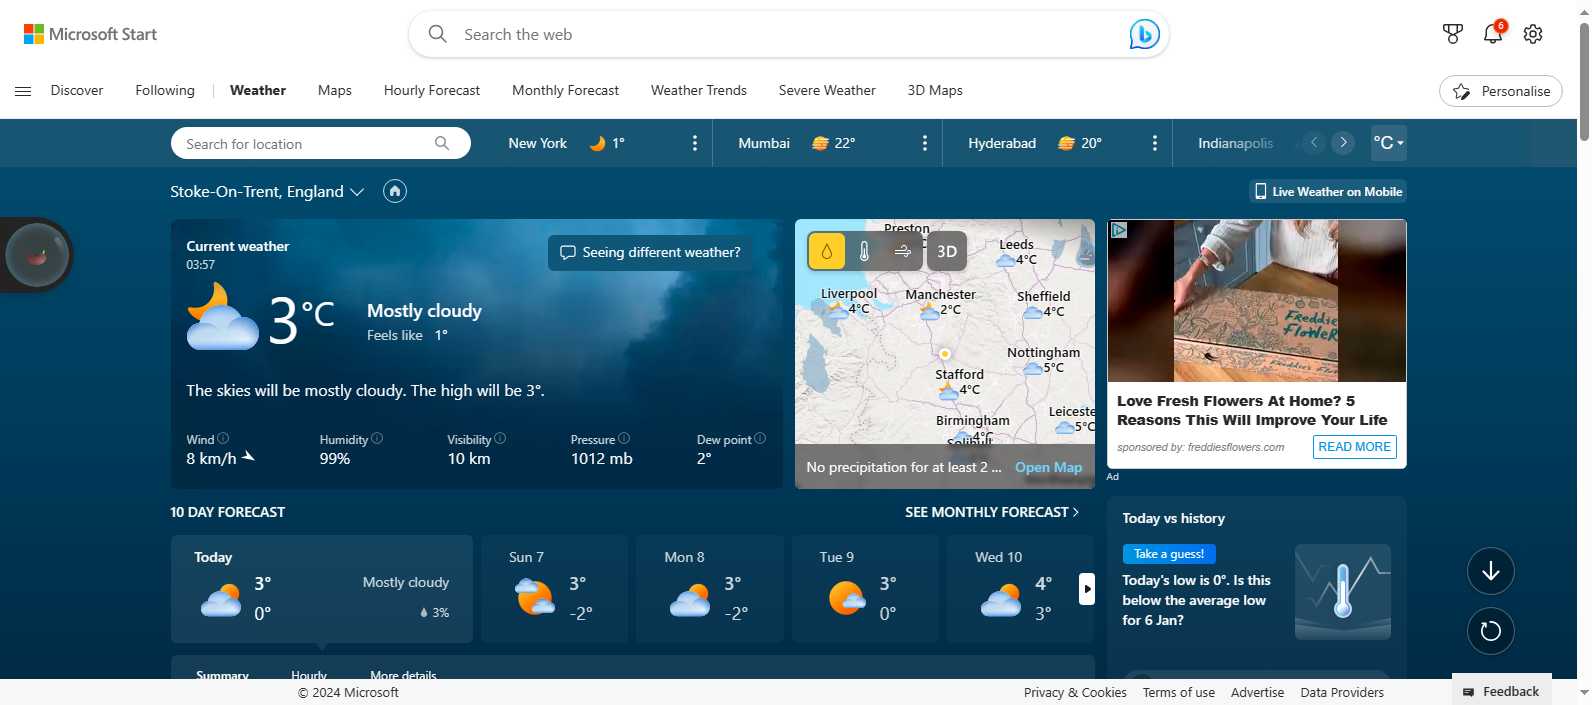 Microsoft Start
Search the web
6
Discover
Following
Weather
Maps
Hourly Forecast
Monthly Forecast
Weather Trends
Severe Weather
3D Maps
Personalise
Search for location
New York
1°
Mumbai
22°
Hyderabad
20°
Indianapolis
°C
Stoke-On-Trent, England
Live Weather on Mobile
Current weather
03:57
Seeing different weather?
3°C
Mostly cloudy
Feels like 1°
The skies will be mostly cloudy. The high will be 3°.
Wind
8 km/h
Humidity
99%
Visibility
10 km
Pressure
1012 mb
Dew point
2°
3D
Preston
Leeds
4°C
Liverpool
4°C
Manchester
2°C
Sheffield
4°C
Nottingham
5°C
Stafford
4°C
Birmingham
4°C
Leiceste
5°C
Solihull
No precipitation for at least 2 ...
Open Map
Freddie's
FloWeR
Love Fresh Flowers At Home? 5
Reasons This Will Improve Your Life
sponsored by: freddiesflowers.com
READ MORE
Ad
10 DAY FORECAST
SEE MONTHLY FORECAST
Today
3°
0°
Mostly cloudy
3%
Sun 7
3°
-2°
Mon 8
3°
-2°
Tue 9
3°
0°
Wed 10
4°
3°
Today vs history
Take a guess!
Today's low is 0°. Is this
below the average low
for 6 Jan?
Summary
Hourly
More details
© 2024 Microsoft
Privacy & Cookies
Terms of use
Advertise
Data Providers
Feedback